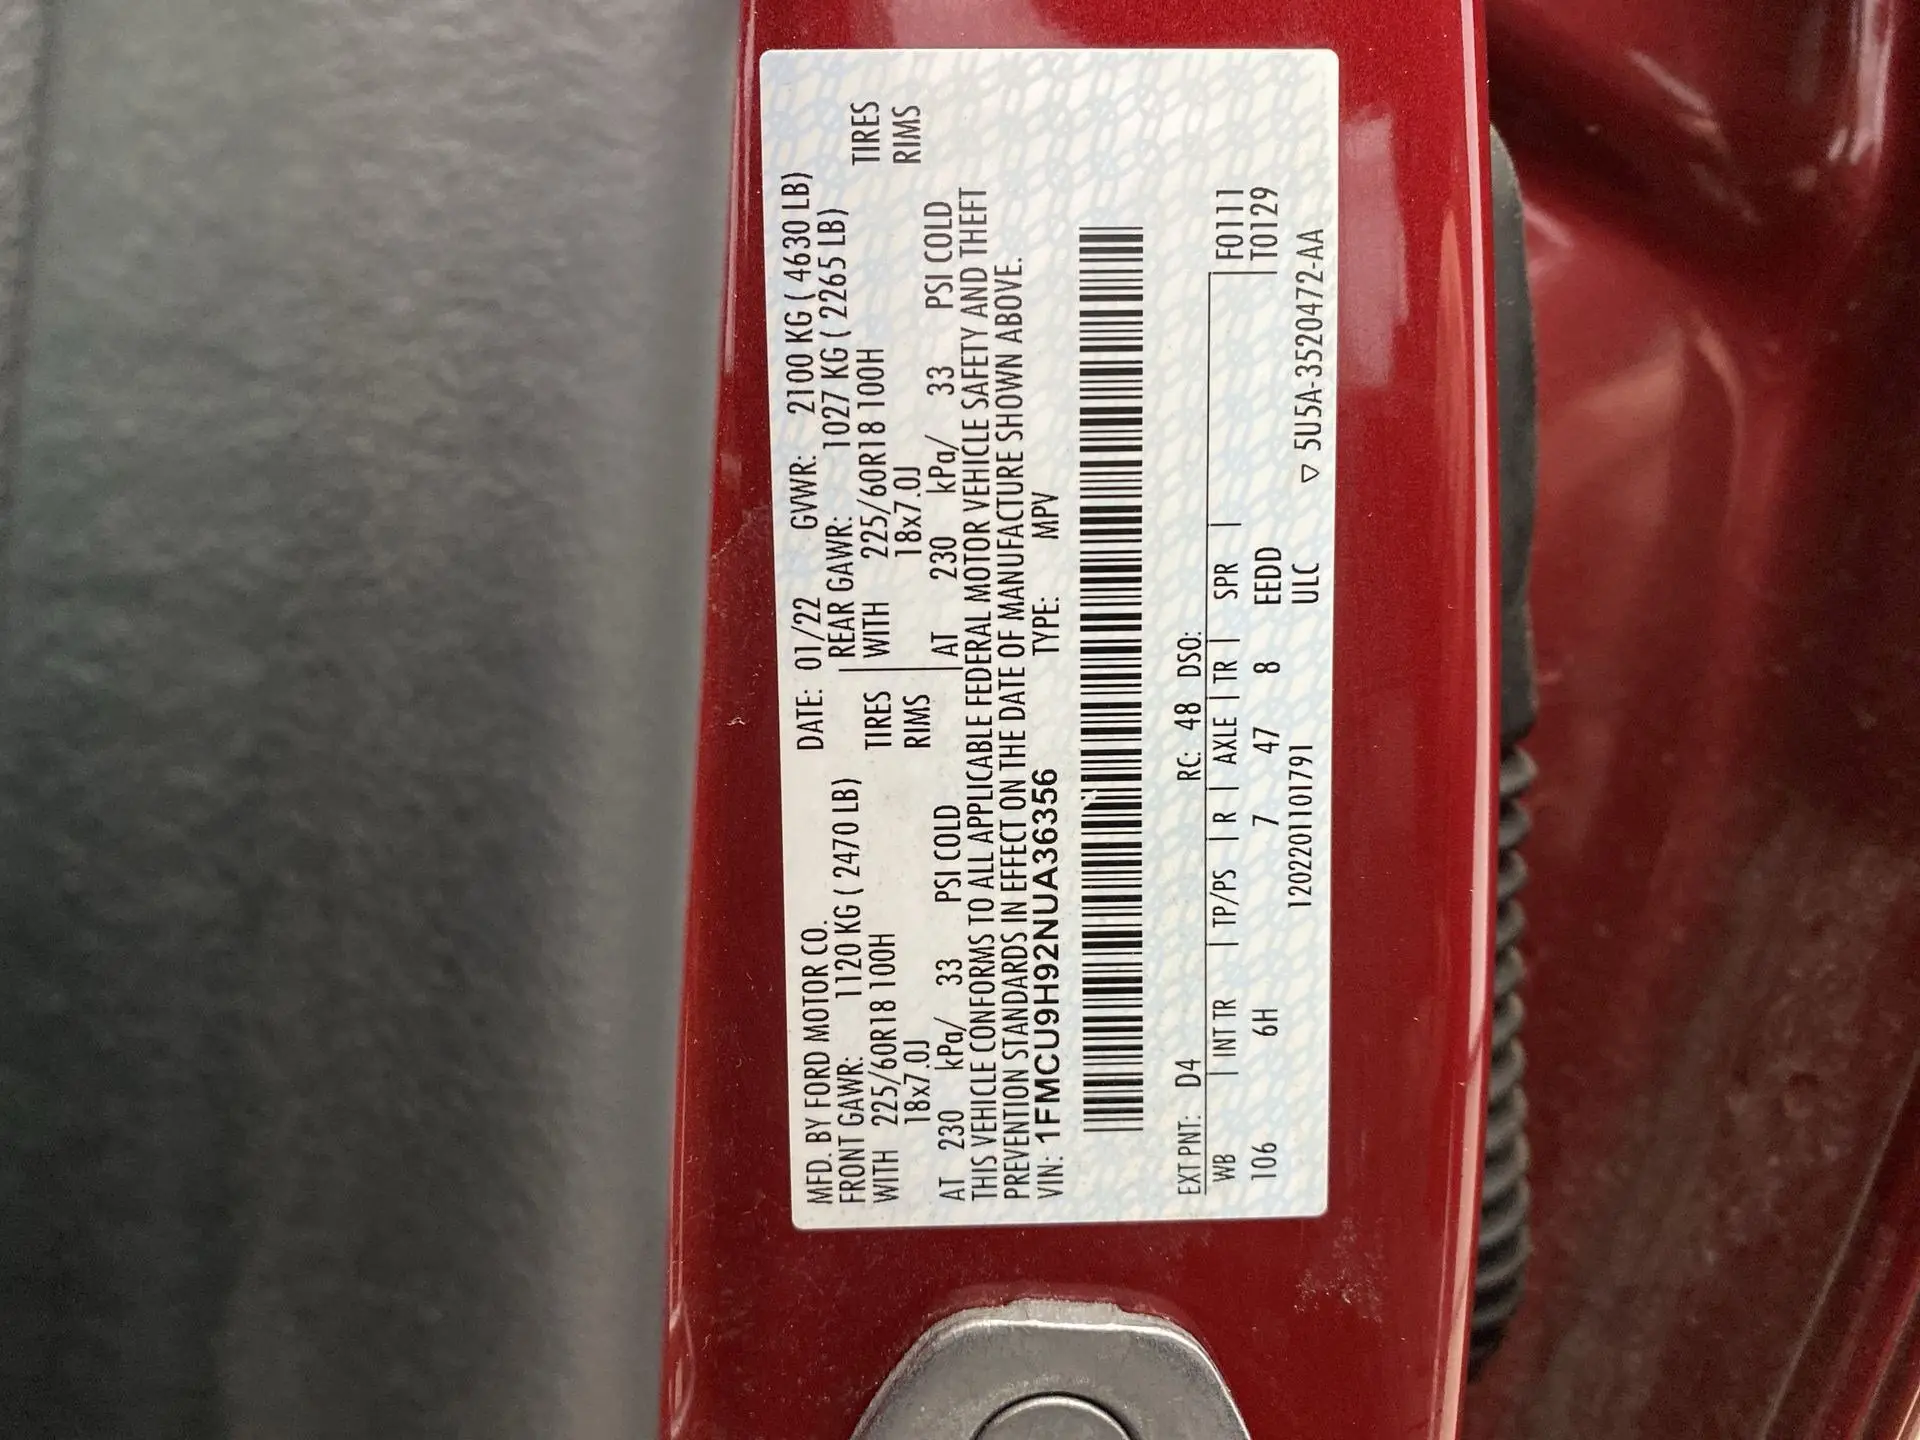 MFD. BY FORD MOTOR CO. DATE: 01/22 GVWR: 2100 KG ( 4630 LB)
FRONT GAWR: 1120 KG ( 2470 LB) REAR GAWR: 1027 KG ( 2265 LB)
WITH 225/60R18 100H TIRES WITH 225/60R18 100H TIRES
18x7.0J RIMS 18x7.0J RIMS
AT 230 kPa/ 33 PSI COLD AT 230 kPa/ 33 PSI COLD
THIS VEHICLE CONFORMS TO ALL APPLICABLE FEDERAL MOTOR VEHICLE SAFETY AND THEFT
PREVENTION STANDARDS IN EFFECT ON THE DATE OF MANUFACTURE SHOWN ABOVE.
VIN: 1FMCU9H92NUA36356 TYPE: MPV
EXT PNT: D4 RC: 48 DSO:
WB | INT TR | TP/PS | R | AXLE | TR | SPR | F0111
106 6H 7 47 8 EEDD T0129
1202201101791 ULC ▽ 5U5A-3520472-AA